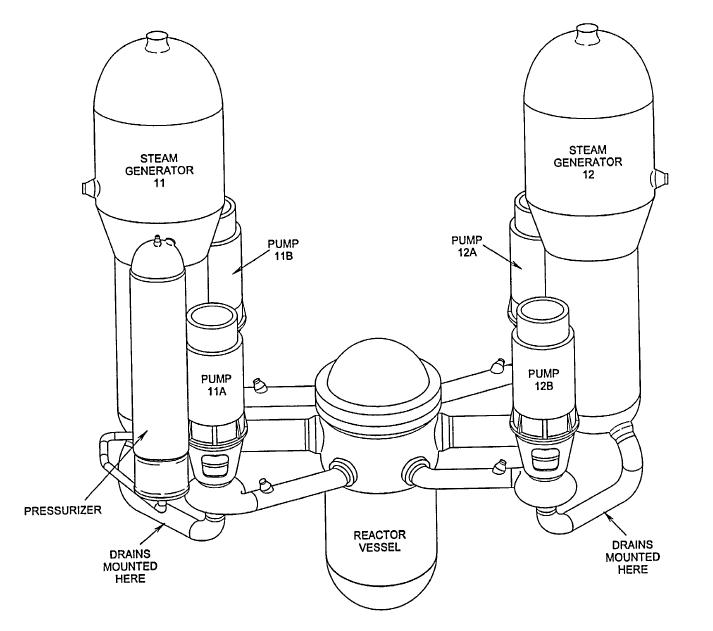 STEAM
GENERATOR
11
STEAM
GENERATOR
12
PUMP
11B
PUMP
12A
PUMP
11A
PUMP
12B
PRESSURIZER
REACTOR
VESSEL
DRAINS
MOUNTED
HERE
DRAINS
MOUNTED
HERE